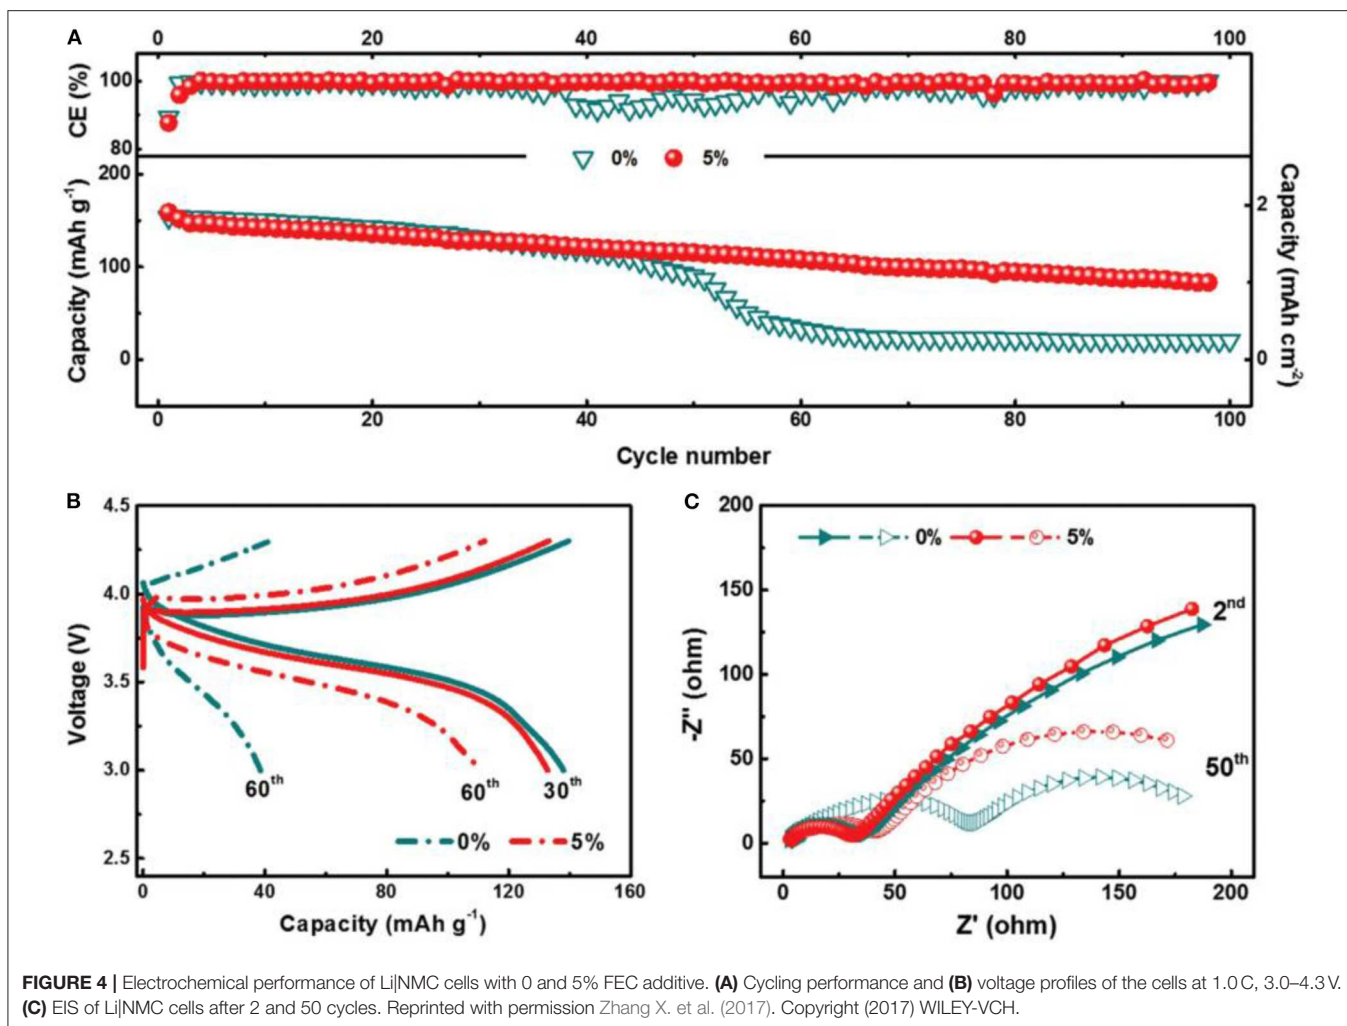 A
0 20 40 60 80 100
CE (%)
100
80
0% 5%
Capacity (mAh g-1)
200
100
0
Capacity (mAh cm-2)
2
0
0 20 40 60 80 100
Cycle number
B
Voltage (V)
4.5
4.0
3.5
3.0
2.5
60th 60th 30th
0% 5%
0 40 80 120 160
Capacity (mAh g-1)
C
-Z" (ohm)
200
150
100
50
0
0% 5%
2nd
50th
0 50 100 150 200
Z' (ohm)
FIGURE 4 | Electrochemical performance of Li|NMC cells with 0 and 5% FEC additive. (A) Cycling performance and (B) voltage profiles of the cells at 1.0 C, 3.0–4.3 V.
(C) EIS of Li|NMC cells after 2 and 50 cycles. Reprinted with permission Zhang X. et al. (2017). Copyright (2017) WILEY-VCH.